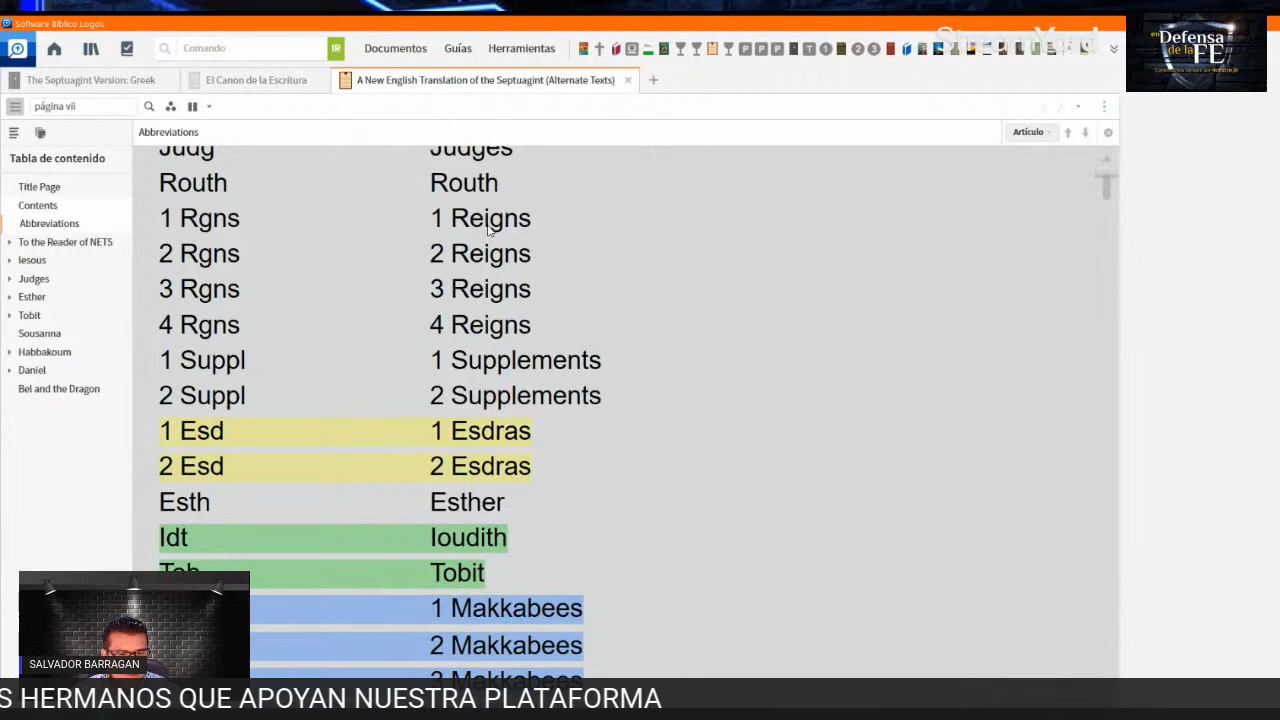 Software Bíblico Logos
Comando
IR
Documentos
Guías
Herramientas
en Defensa
de la FE
The Septuagint Version: Greek
El Canon de la Escritura
A New English Translation of the Septuagint (Alternate Texts)
página vii
Abbreviations
Artículo
Tabla de contenido
Title Page
Contents
Abbreviations
To the Reader of NETS
Iesous
Judges
Esther
Tobit
Sousanna
Habbakoum
Daniel
Bel and the Dragon
Judg Judges
Routh Routh
1 Rgns 1 Reigns
2 Rgns 2 Reigns
3 Rgns 3 Reigns
4 Rgns 4 Reigns
1 Suppl 1 Supplements
2 Suppl 2 Supplements
1 Esd 1 Esdras
2 Esd 2 Esdras
Esth Esther
Idt Ioudith
Tob Tobit
1 Makkabees
2 Makkabees
3 Makkabees
SALVADOR BARRAGAN
S HERMANOS QUE APOYAN NUESTRA PLATAFORMA